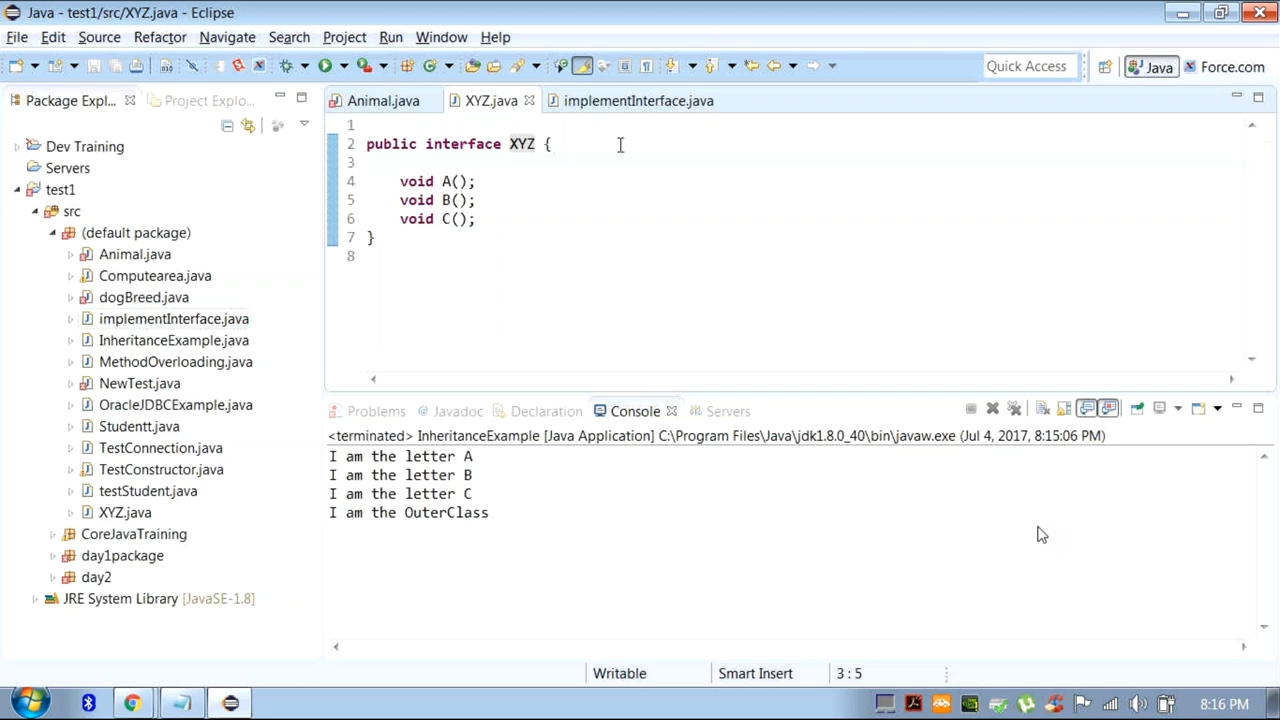 Java - test1/src/XYZ.java - Eclipse
File Edit Source Refactor Navigate Search Project Run Window Help
Quick Access Java Force.com
Package Expl... Project Explo...
Animal.java XYZ.java implementInterface.java
Dev Training
Servers
test1
src
(default package)
Animal.java
Computearea.java
dogBreed.java
implementInterface.java
InheritanceExample.java
MethodOverloading.java
NewTest.java
OracleJDBCExample.java
Studentt.java
TestConnection.java
TestConstructor.java
testStudent.java
XYZ.java
CoreJavaTraining
day1package
day2
JRE System Library [JavaSE-1.8]
1
2 public interface XYZ {
3
4 void A();
5 void B();
6 void C();
7 }
8
Problems @ Javadoc Declaration Console Servers
<terminated> InheritanceExample [Java Application] C:\Program Files\Java\jdk1.8.0_40\bin\javaw.exe (Jul 4, 2017, 8:15:06 PM)
I am the letter A
I am the letter B
I am the letter C
I am the OuterClass
Writable Smart Insert 3 : 5
8:16 PM